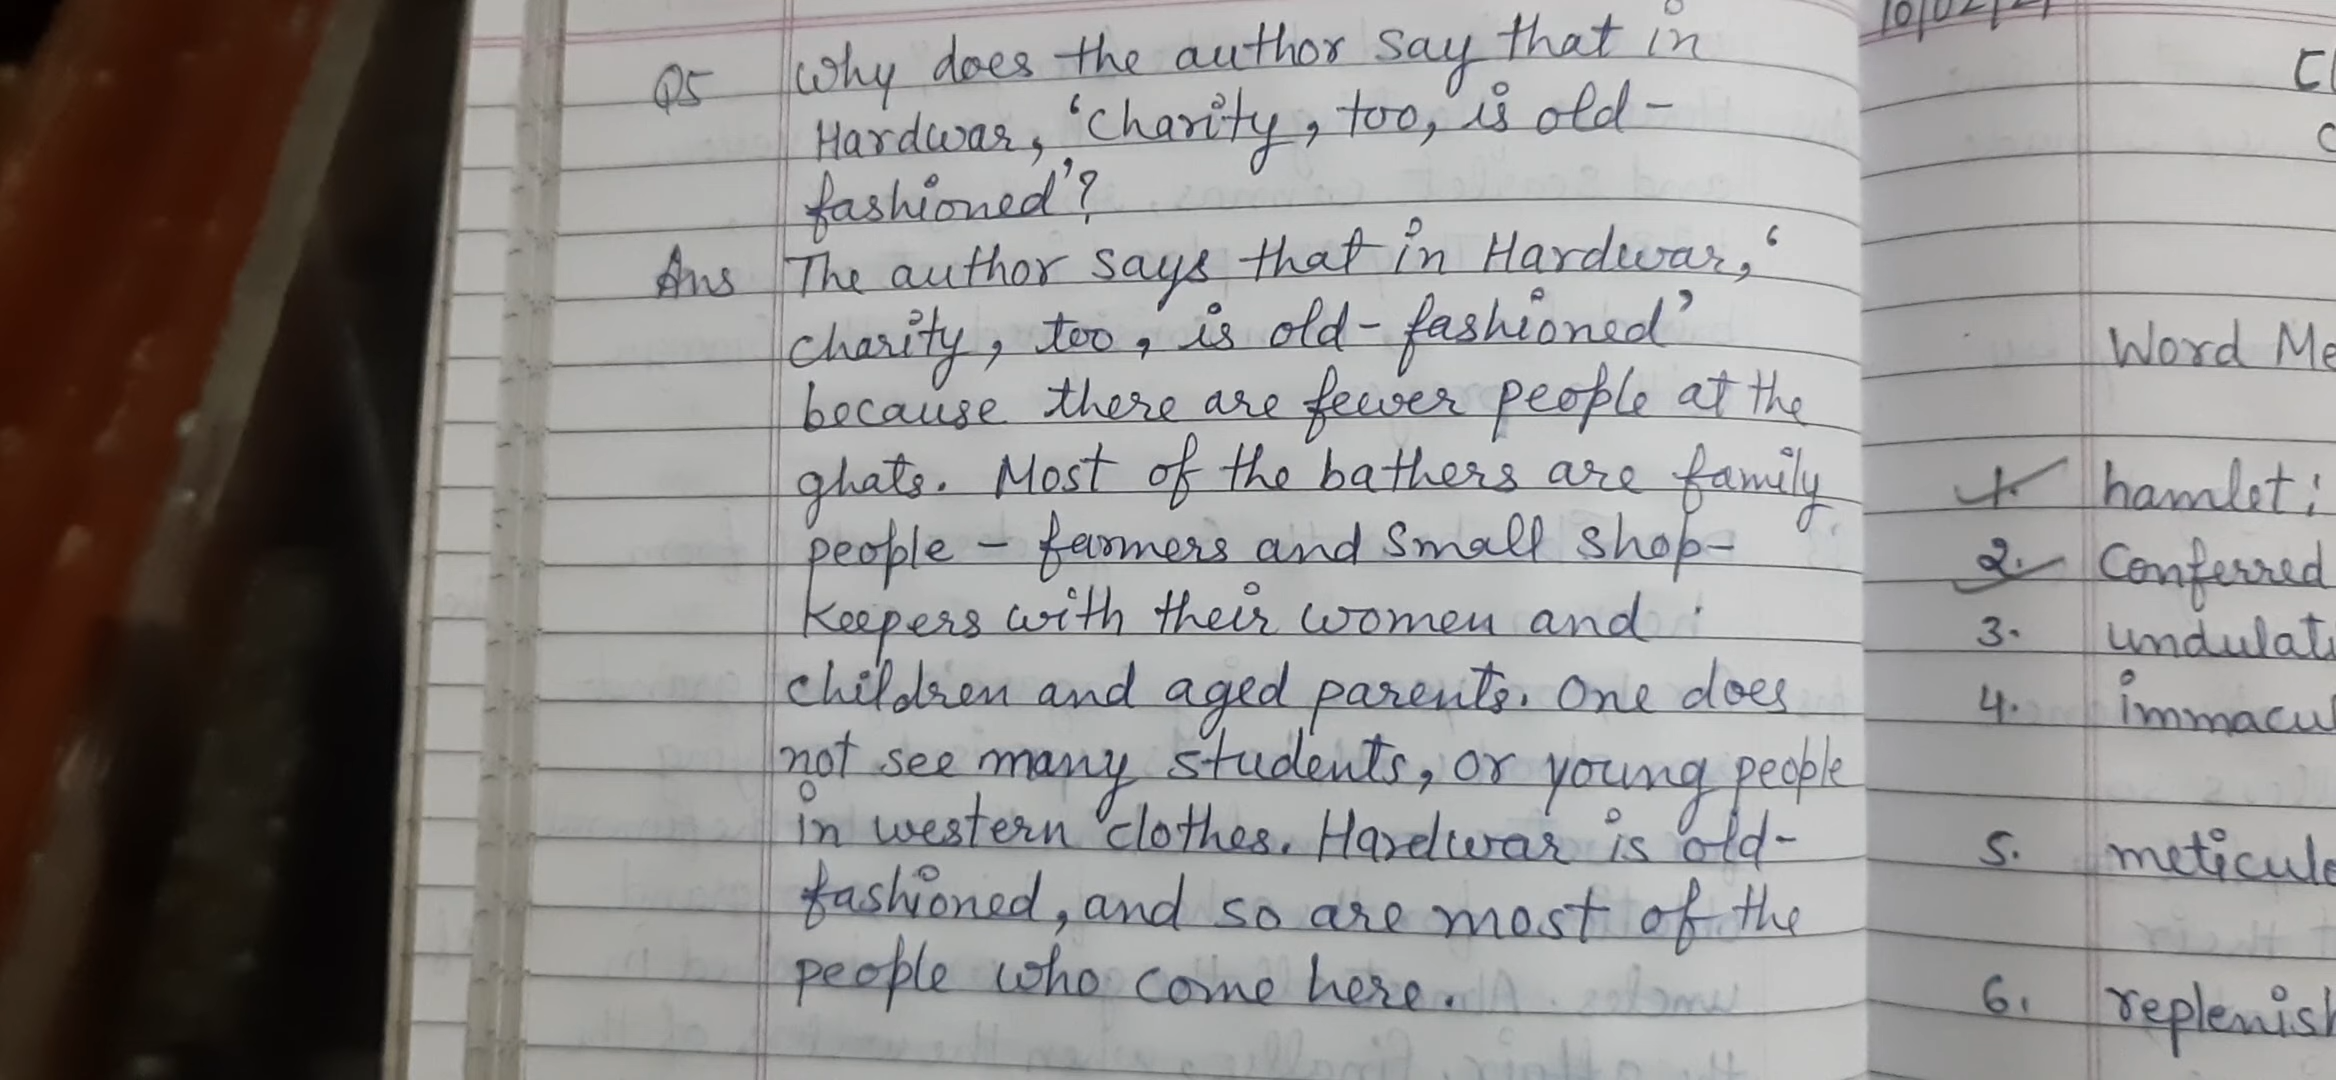 Q5 Why does the author say that in
Hardwar, 'Charity, too, is old-
fashioned'?
Ans The author says that in Hardwar, '
charity, too, is old-fashioned'
because there are fewer people at the
ghats. Most of the bathers are family
people - farmers and small shop-
keepers with their women and
children and aged parents. One does
not see many students, or young people
in western clothes. Hardwar is old-
fashioned, and so are most of the
people who come here.
Word Me
1. hamlet:
2. Conferred
3. undulati
4. immacul
5. meticulo
6. replenish